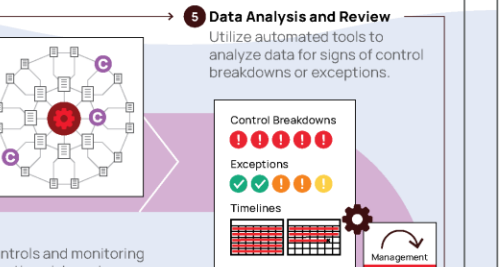 5 Data Analysis and Review
Utilize automated tools to
analyze data for signs of control
breakdowns or exceptions.
C
C
C
Control Breakdowns
! ! ! ! !
Exceptions
! ! !
Timelines
ntrols and monitoring
Management